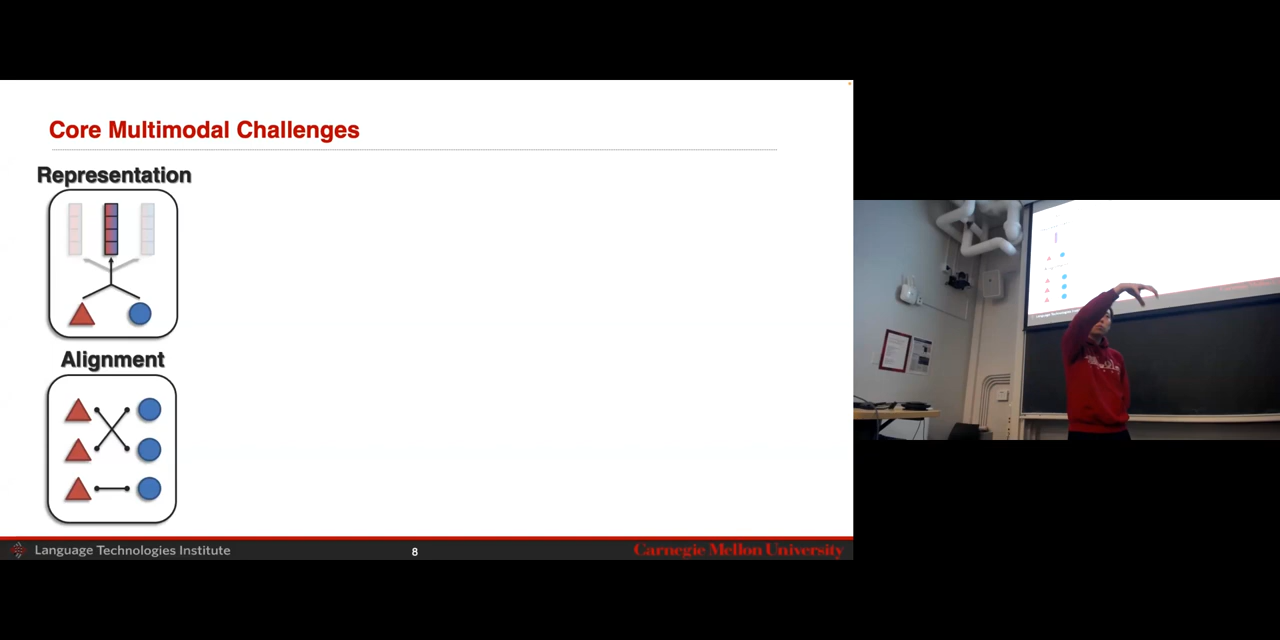 Core Multimodal Challenges
Representation
Alignment
Language Technologies Institute
8
Carnegie Mellon University